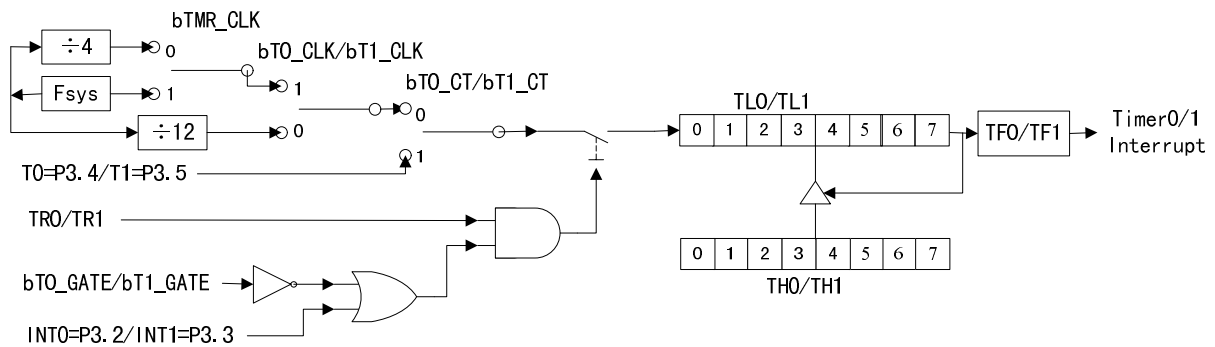 bTMR_CLK
÷4
0
bT0_CLK/bT1_CLK
Fsys
1
1
bT0_CT/bT1_CT
÷12
0
0
1
T0=P3.4/T1=P3.5
TL0/TL1
0 1 2 3 4 5 6 7
TF0/TF1
Timer0/1
Interrupt
TR0/TR1
0 1 2 3 4 5 6 7
TH0/TH1
bT0_GATE/bT1_GATE
INT0=P3.2/INT1=P3.3